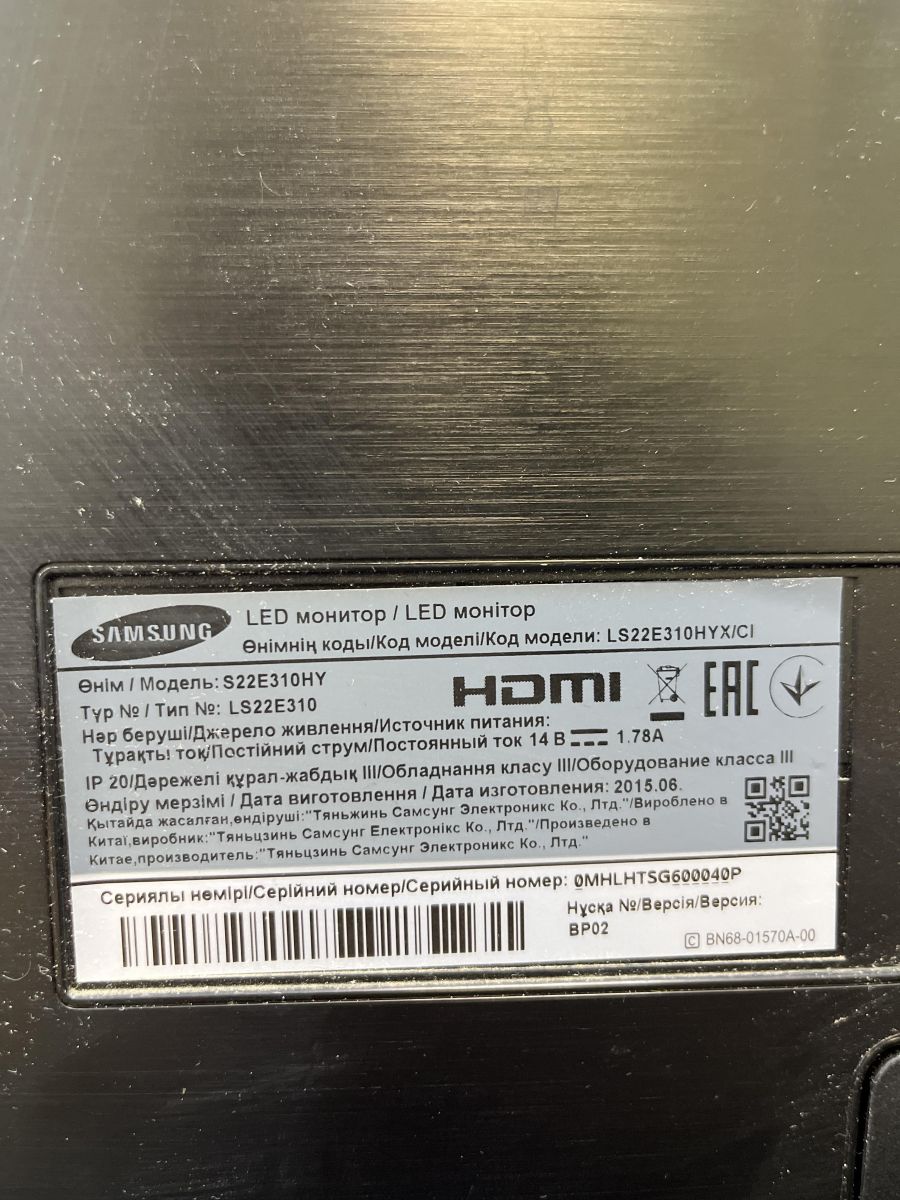 SAMSUNG
LED монитор / LED монітор
Өнімнің коды/Код моделі/Код модели: LS22E310HYX/CI
Өнім / Модель: S22E310HY
Түр № / Тип №: LS22E310
HDMI
EAC
Нәр беруші/Джерело живлення/Источник питания:
Тұрақты ток/Постійний струм/Постоянный ток 14 В 1.78А
IP 20/Дәрежелі құрал-жабдық III/Обладнання класу III/Оборудование класса III
Өндіру мерзімі / Дата виготовлення / Дата изготовления: 2015.06.
Қытайда жасалған,өндіруші:"Тяньжинь Самсунг Электроникс Ко., Лтд."/Вироблено в
Китаї,виробник:"Тяньцзинь Самсунг Електронікс Ко., Лтд."/Произведено в
Китае,производитель:"Тяньцзинь Самсунг Электроникс Ко., Лтд."
Сериялы нөмірі/Серійний номер/Серийный номер: 0MHLHTSG600040P
Нұсқа №/Версія/Версия:
BP02
C BN68-01570A-00